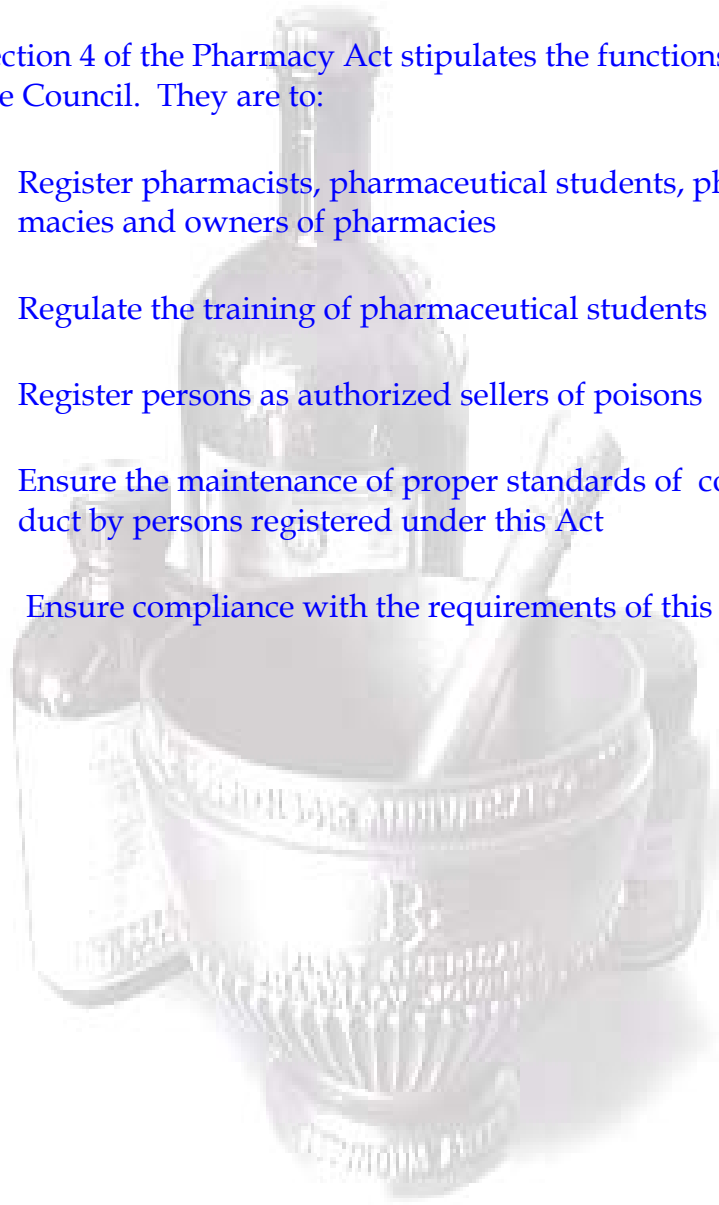 ection 4 of the Pharmacy Act stipulates the functions
e Council. They are to:
Register pharmacists, pharmaceutical students, ph
macies and owners of pharmacies
Regulate the training of pharmaceutical students
Register persons as authorized sellers of poisons
Ensure the maintenance of proper standards of co
duct by persons registered under this Act
Ensure compliance with the requirements of this